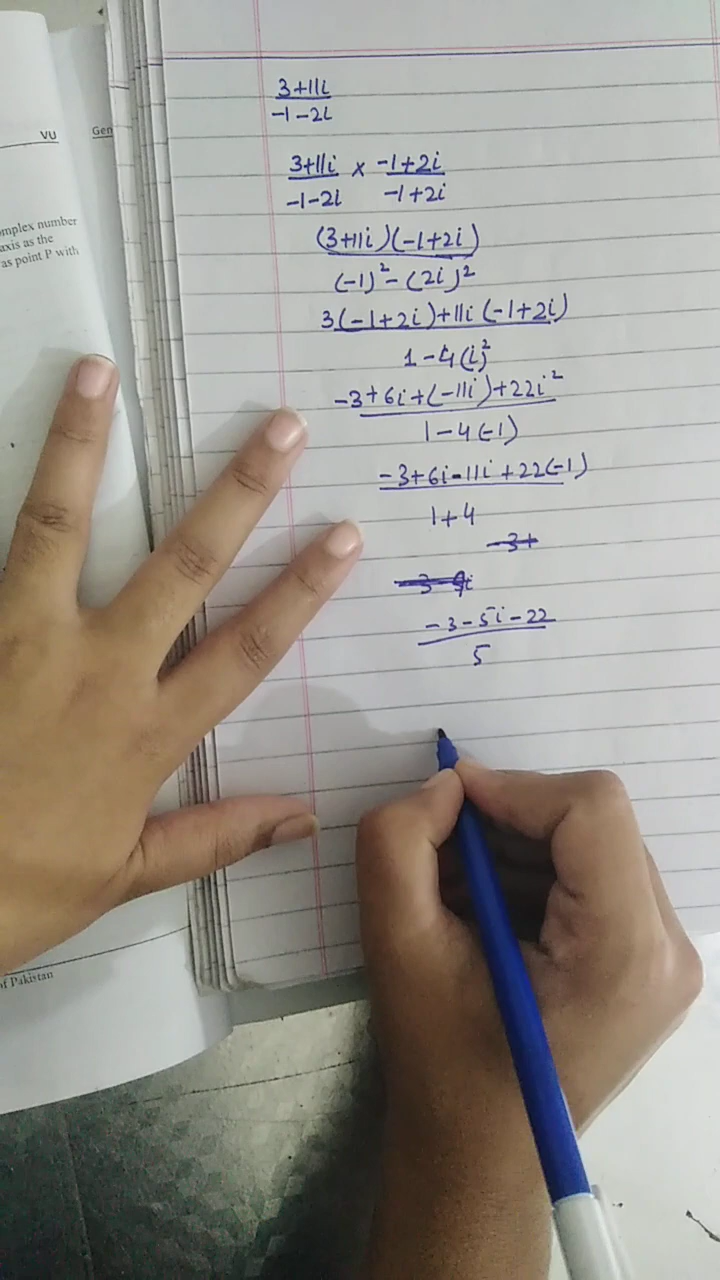 VU
Gen
omplex number
axis as the
as point P with
3+11i
-1-2i
3+11i × -1+2i
-1-2i -1+2i
(3+11i)(-1+2i)
(-1)² - (2i)²
3(-1+2i)+11i(-1+2i)
1-4(i)²
-3+6i+(-11i)+22i²
1-4(-1)
-3+6i-11i+22(-1)
1+4
-3-5i-22
5
of Pakistan